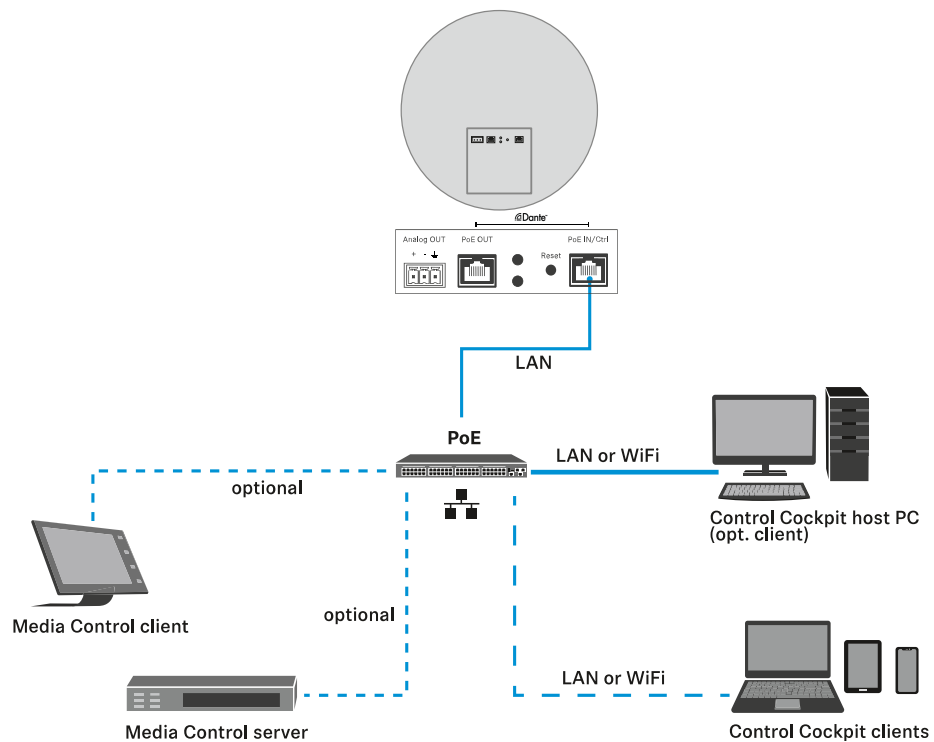 Dante
Analog OUT PoE OUT PoE IN/Ctrl
+ -
Reset
LAN
PoE
LAN or WiFi
optional
Control Cockpit host PC
(opt. client)
optional
Media Control client
LAN or WiFi
Media Control server
Control Cockpit clients